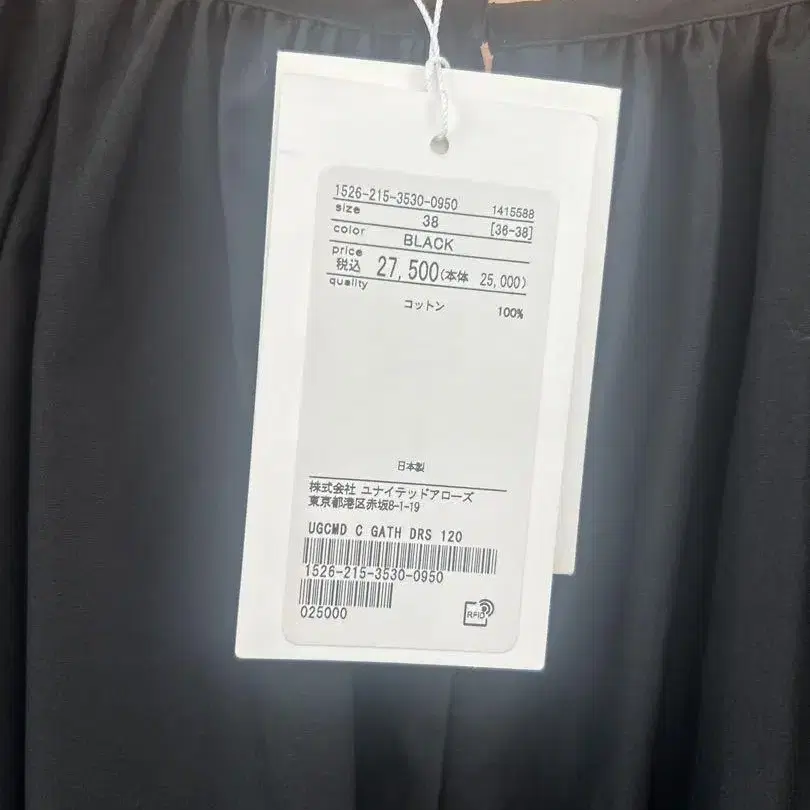 1526-215-3530-0950 1415588
size 38 [36-38]
color BLACK
price
税込 27,500(本体 25,000)
quality
コットン 100%
日本製
株式会社 ユナイテッドアローズ
東京都港区赤坂8-1-19
UGCMD C GATH DRS 120
1526-215-3530-0950
025000
RFID